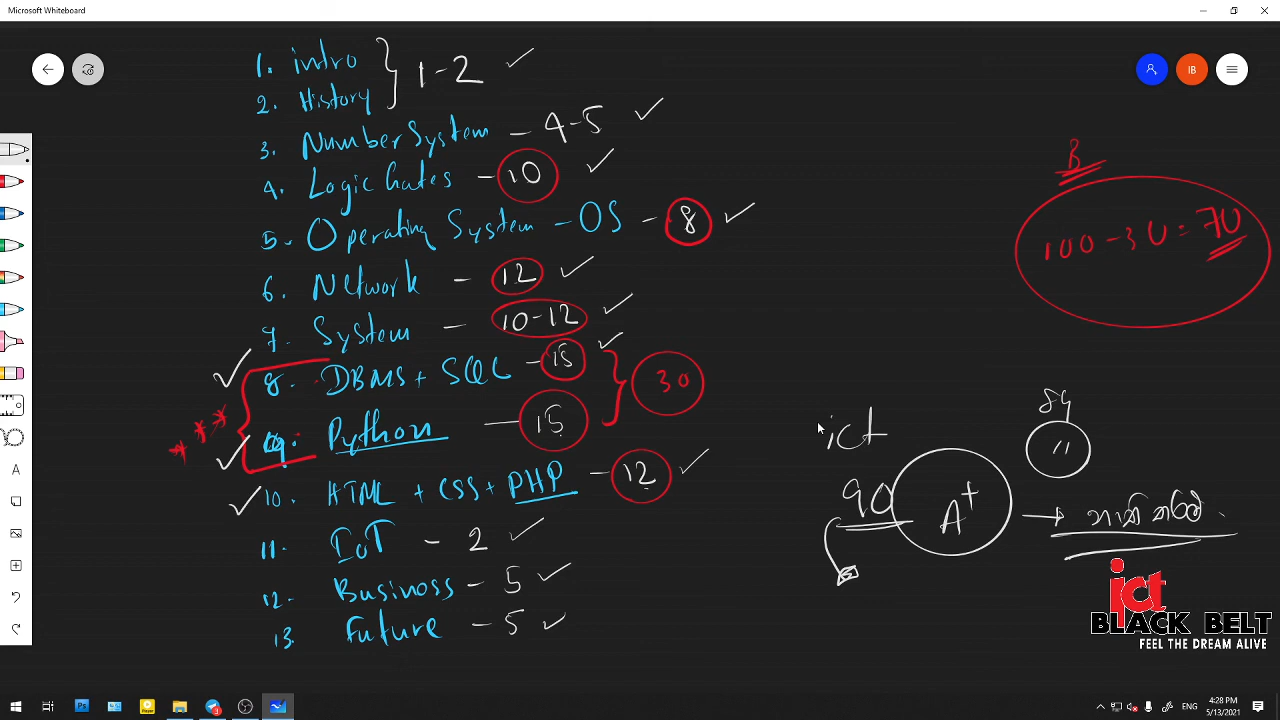 Microsoft Whiteboard
1. intro
2. History
1-2
3. Number System - 4-5
4. Logic Gates - 10
5. Operating System - OS - 8
6. Network - 12
7. System - 10-12
8. DBMS + SQL - 15
9. Python - 15
30
10. HTML + CSS + PHP - 12
11. IoT - 2
12. Business - 5
13. Future - 5
B
100-30=70
ict
90
A+
89
11
IB
A
ict
BLACK BELT
FEEL THE DREAM ALIVE
ENG
4:28 PM
5/13/2021